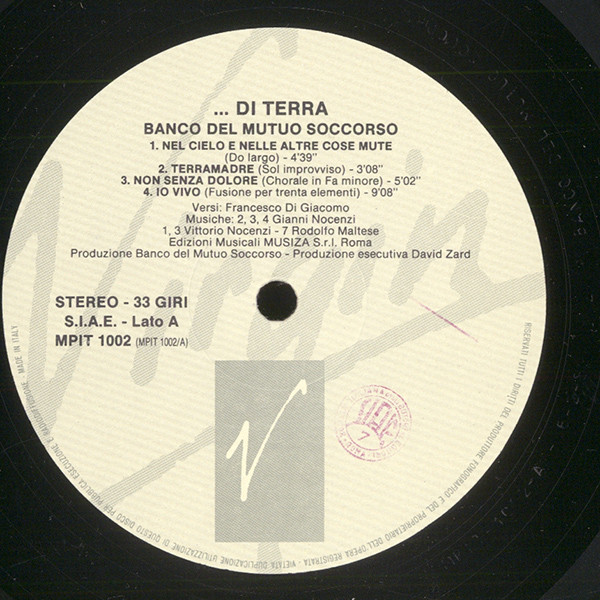 ... DI TERRA
BANCO DEL MUTUO SOCCORSO
1. NEL CIELO E NELLE ALTRE COSE MUTE
(Do largo) - 4'39"
2. TERRAMADRE (Sol improvviso) - 3'08"
3. NON SENZA DOLORE (Chorale in Fa minore) - 5'02"
4. IO VIVO (Fusione per trenta elementi) - 9'08"
Versi: Francesco Di Giacomo
Musiche: 2, 3, 4 Gianni Nocenzi
1, 3 Vittorio Nocenzi - 7 Rodolfo Maltese
Edizioni Musicali MUSIZA S.r.l. Roma
Produzione Banco del Mutuo Soccorso - Produzione esecutiva David Zard
Virgin
STEREO - 33 GIRI
S.I.A.E. - Lato A
MPIT 1002 (MPIT 1002/A)
7
RISERVATI TUTTI I DIRITTI DEL PRODUTTORE FONOGRAFICO E DEL PROPRIETARIO DELL'OPERA REGISTRATA - VIETATA DUPLICAZIONE UTILIZZAZIONE DI QUESTO DISCO PER PUBBLICA ESECUZIONE E RADIODIFFUSIONE - MADE IN ITALY